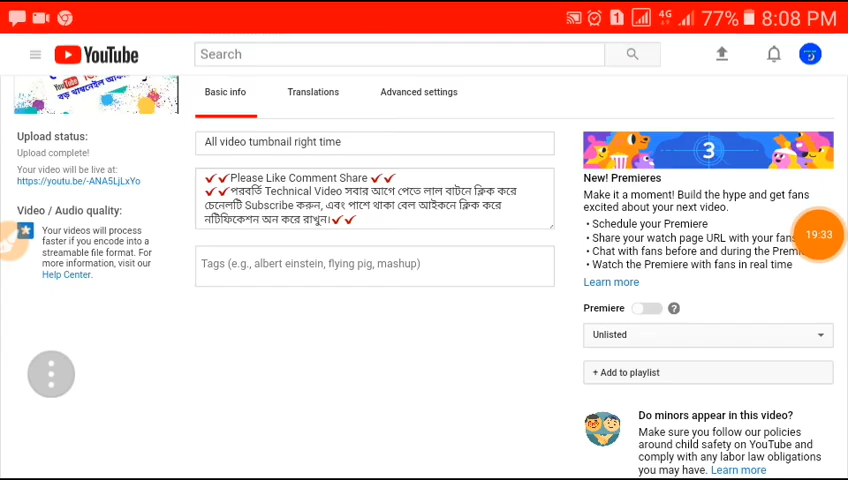 4G
77%
8:08 PM
YouTube
Search
YouTube
Basic info
Translations
Advanced settings
Upload status:
Upload complete!
Your video will be live at:
https://youtu.be/-ANA5LjLxYo
Video / Audio quality:
Your videos will process
faster if you encode into a
streamable file format. For
more information, visit our
Help Center.
All video tumbnail right time
✔✔Please Like Comment Share ✔✔
✔✔পরবর্তি Technical Video সবার আগে পেতে লাল বাটনে ক্লিক করে
চেনেলটি Subscribe করুন, এবং পাশে থাকা বেল আইকনে ক্লিক করে
নটিফিকেশন অন করে রাখুন।✔✔
Tags (e.g., albert einstein, flying pig, mashup)
3
New! Premieres
Make it a moment! Build the hype and get fans
excited about your next video.
• Schedule your Premiere
• Share your watch page URL with your fans
• Chat with fans before and during the
• Watch the Premiere with fans in real time
19:33
Learn more
Premiere ?
Unlisted
+ Add to playlist
Do minors appear in this video?
Make sure you follow our policies
around child safety on YouTube and
comply with any labor law obligations
you may have. Learn more